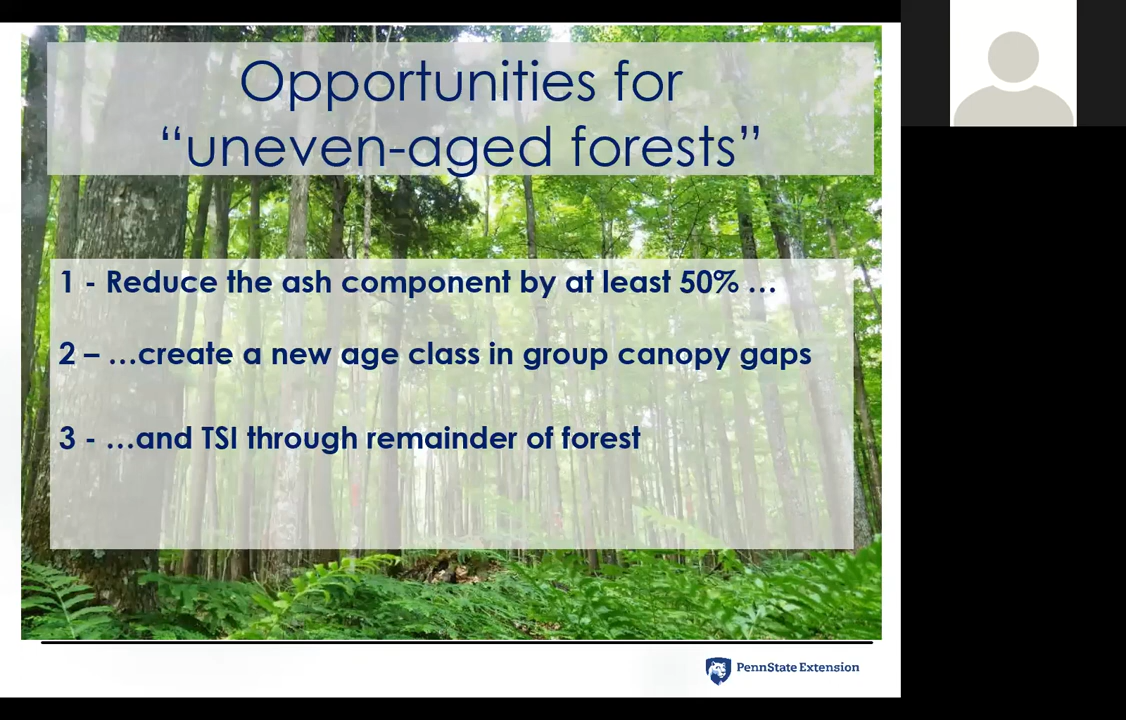 Opportunities for
“uneven-aged forests”
1 - Reduce the ash component by at least 50% …
2 – …create a new age class in group canopy gaps
3 - …and TSI through remainder of forest
PennState Extension